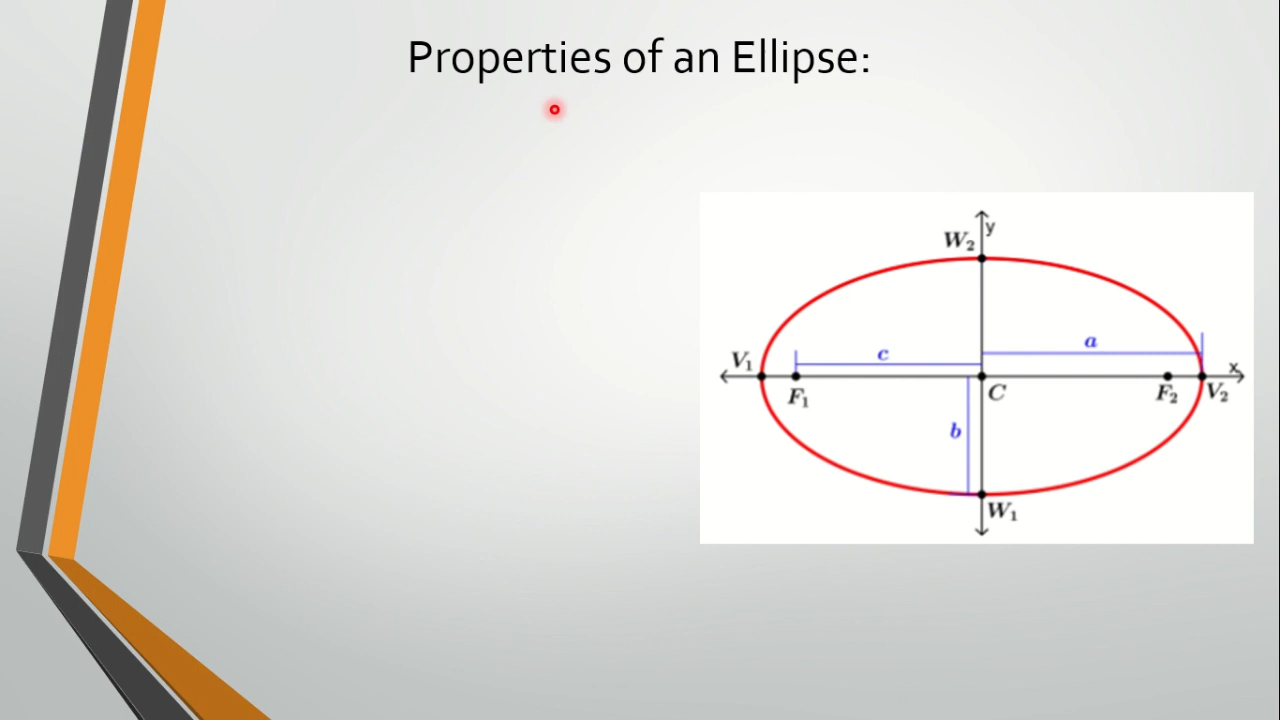 Properties of an Ellipse:
y
W₂
a
c
V₁
x
F₁
C
F₂
V₂
b
W₁